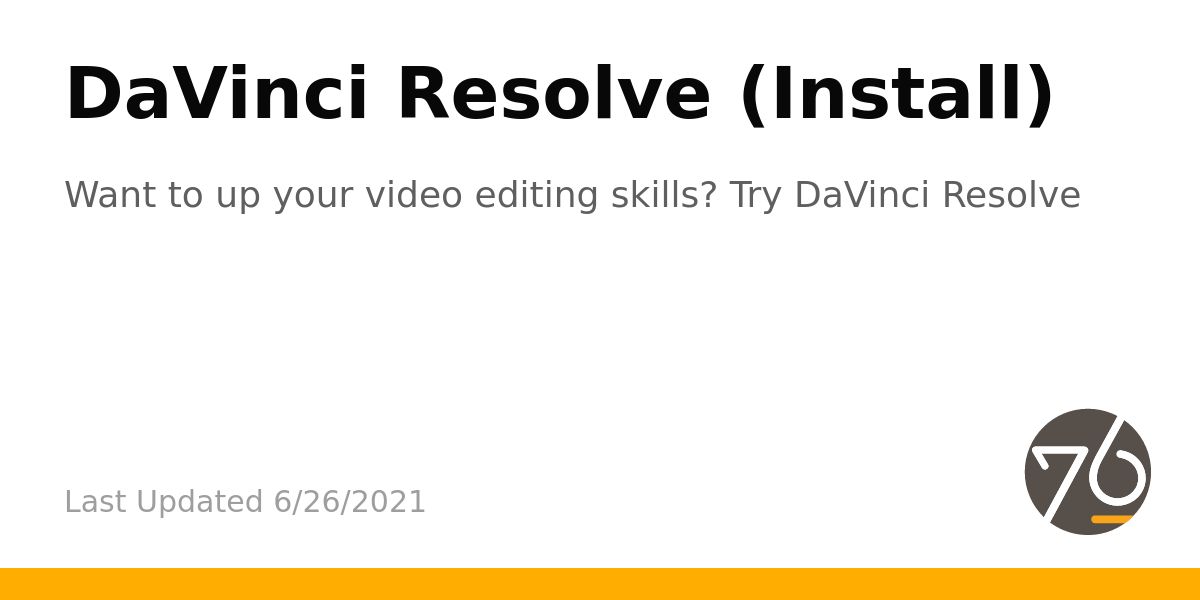 DaVinci Resolve (Install)
Want to up your video editing skills? Try DaVinci Resolve
Last Updated 6/26/2021
76